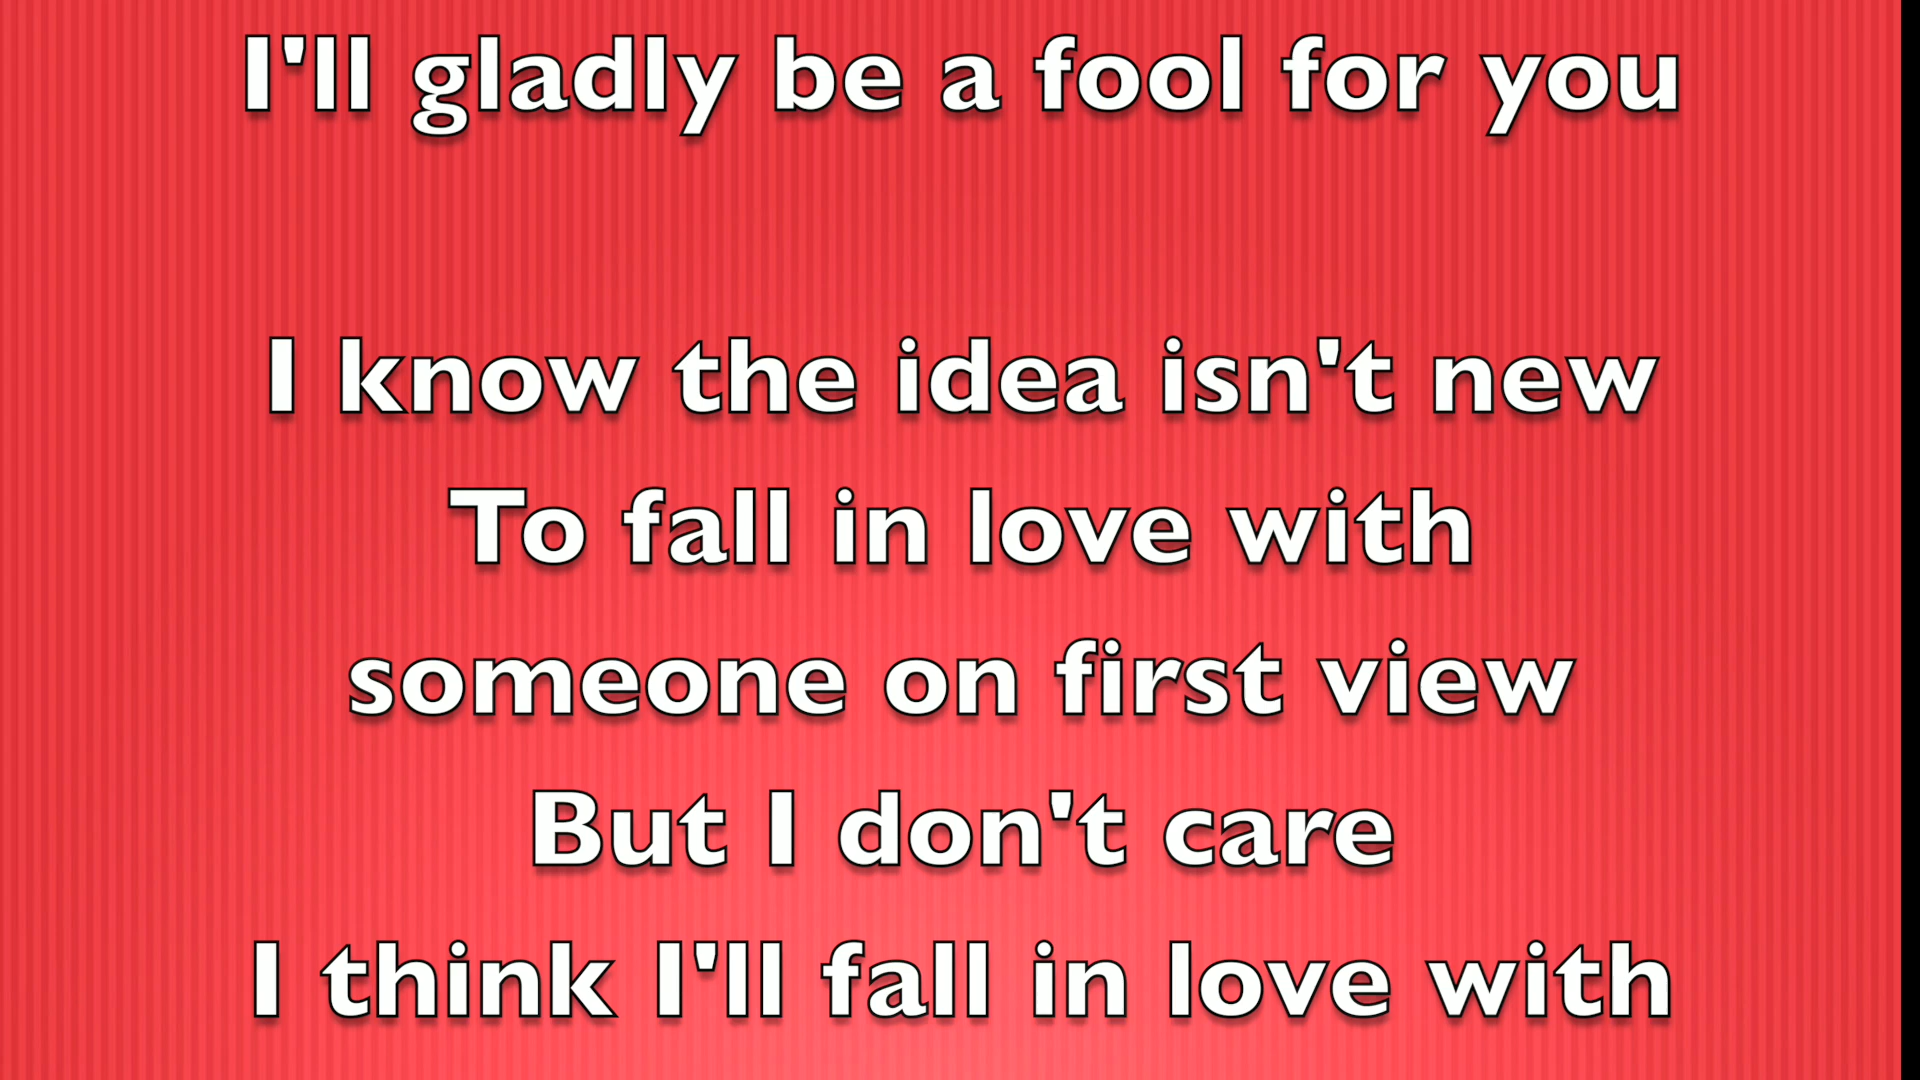 I'll gladly be a fool for you
I know the idea isn't new
To fall in love with
someone on first view
But I don't care
I think I'll fall in love with